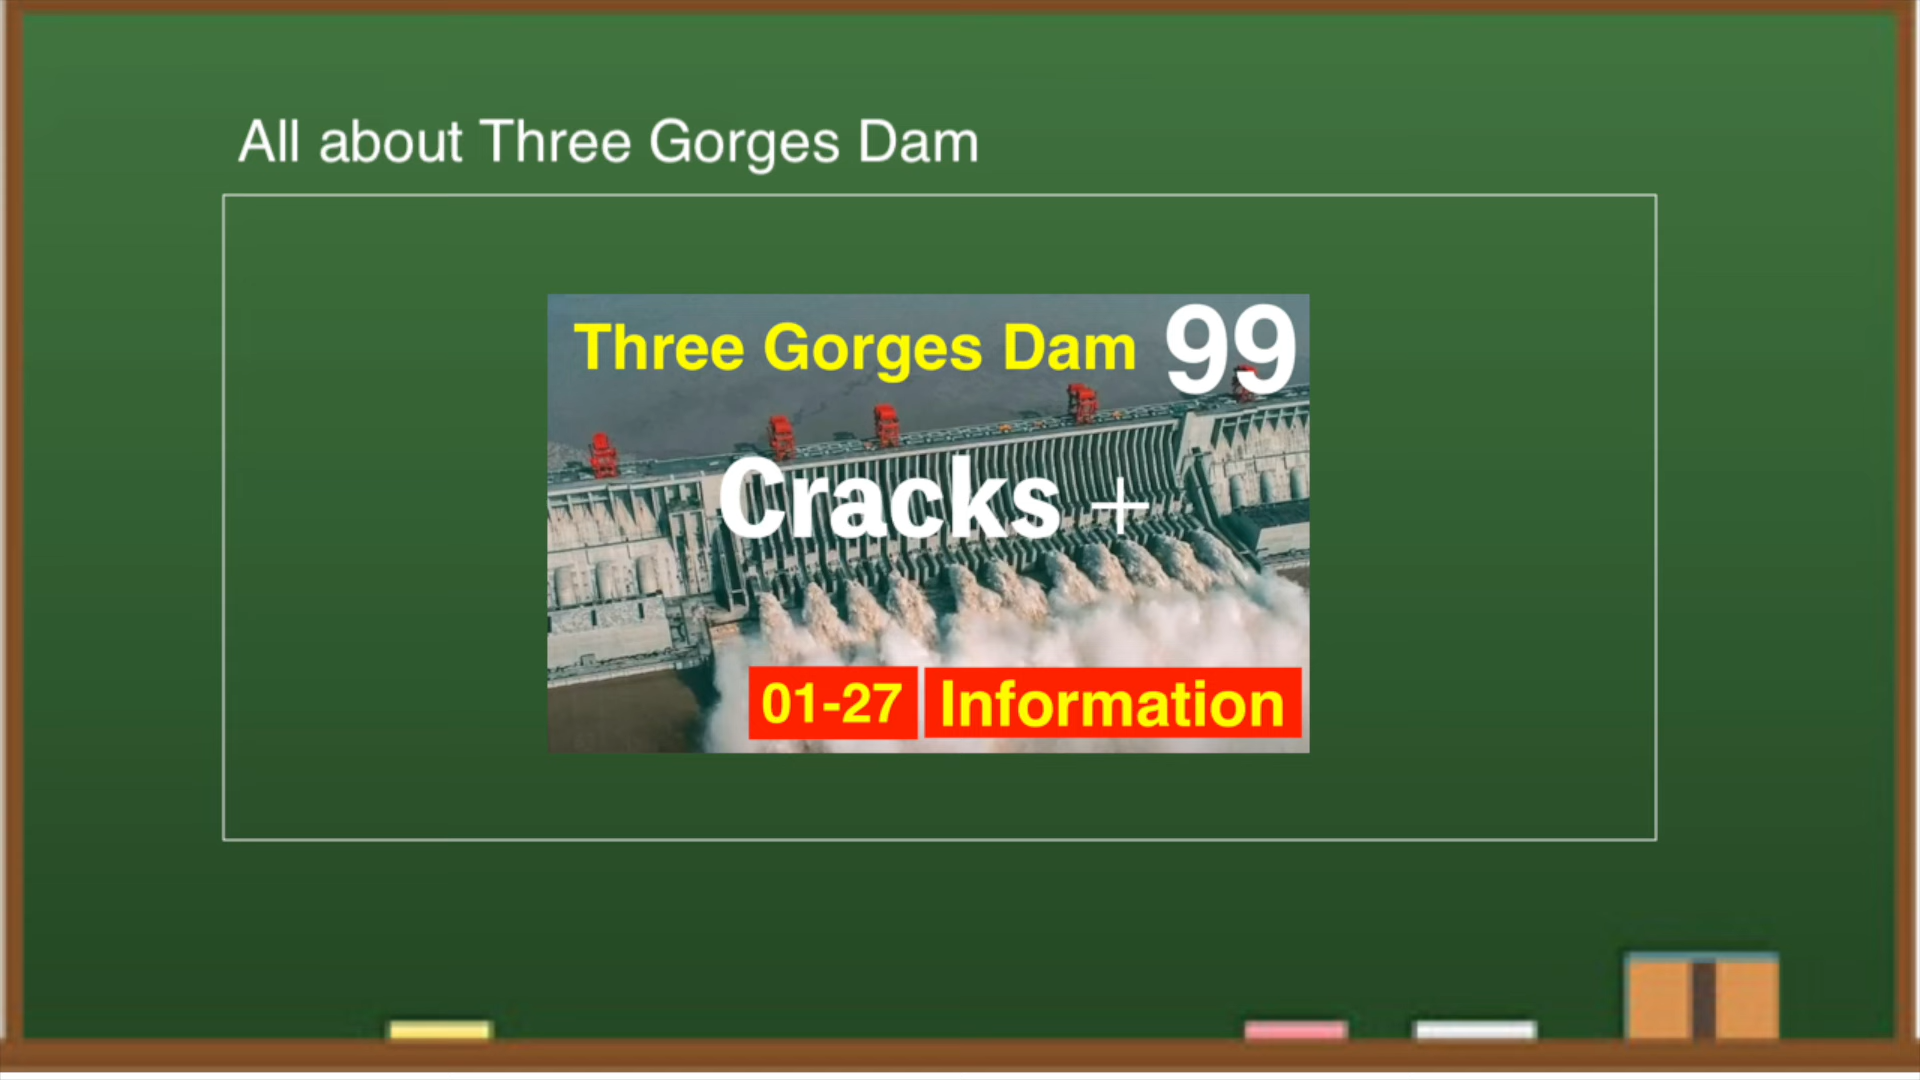 All about Three Gorges Dam
Three Gorges Dam 99
Cracks +
01-27 Information